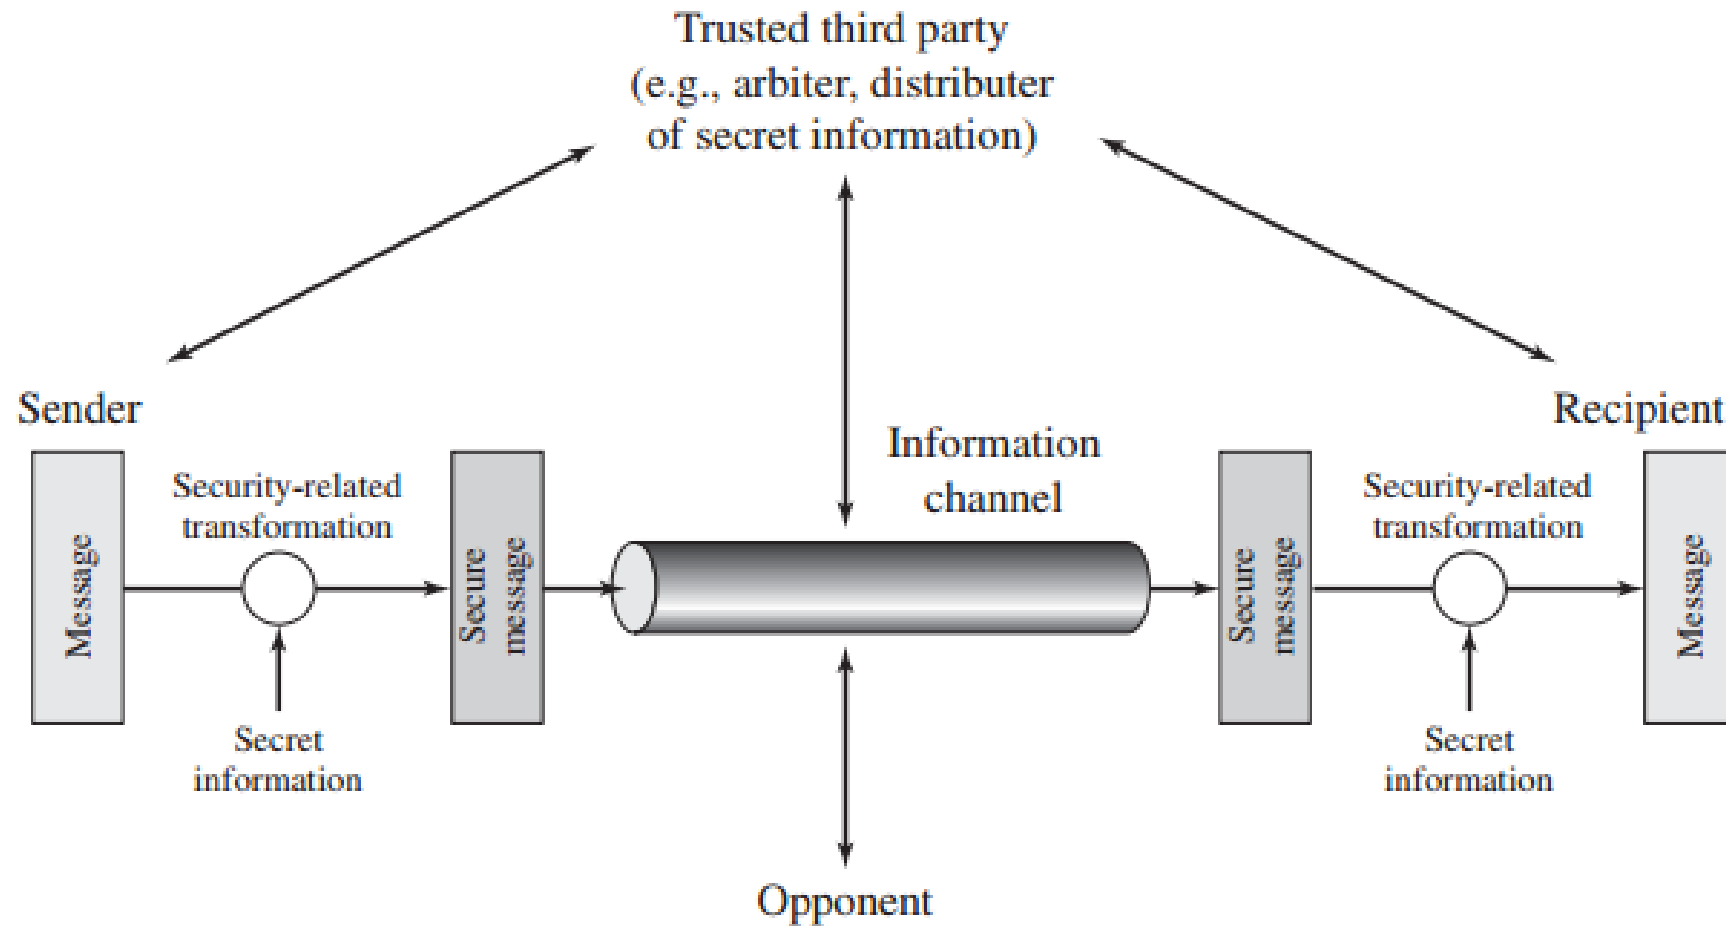 Trusted third party
(e.g., arbiter, distributer
of secret information)
Sender
Recipient
Information
channel
Security-related
transformation
Security-related
transformation
Message
Secure
message
Secure
message
Message
Secret
information
Secret
information
Opponent